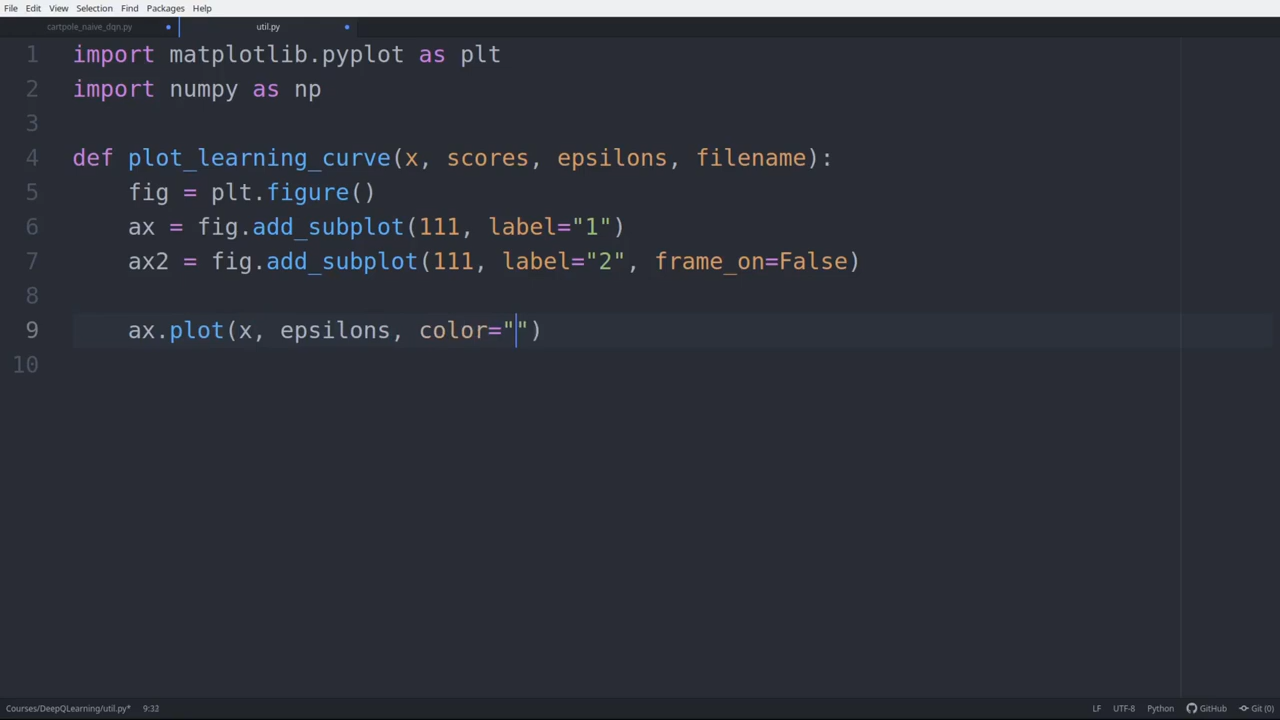 File Edit View Selection Find Packages Help
cartpole_naive_dqn.py util.py
1 import matplotlib.pyplot as plt
2 import numpy as np
3
4 def plot_learning_curve(x, scores, epsilons, filename):
5     fig = plt.figure()
6     ax = fig.add_subplot(111, label="1")
7     ax2 = fig.add_subplot(111, label="2", frame_on=False)
8
9     ax.plot(x, epsilons, color="")
10
Courses/DeepQLearning/util.py* 9:32 LF UTF-8 Python GitHub Git (0)